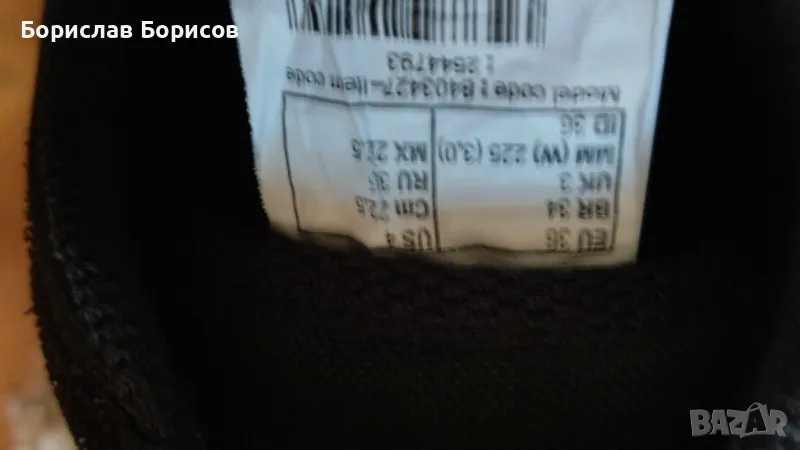 Борислав Борисов
EU 36 US 4
BR 34 Cm 22.5
UK 3 RU 36
MM (W) 225 (3.0) MX 22.5
ID 36
Model code : 8403427-Item code
: 2544793
BAZAR